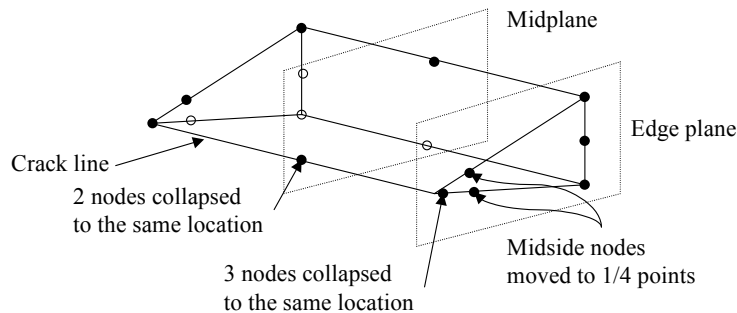 Midplane
Edge plane
Crack line
2 nodes collapsed
to the same location
Midside nodes
moved to 1/4 points
3 nodes collapsed
to the same location